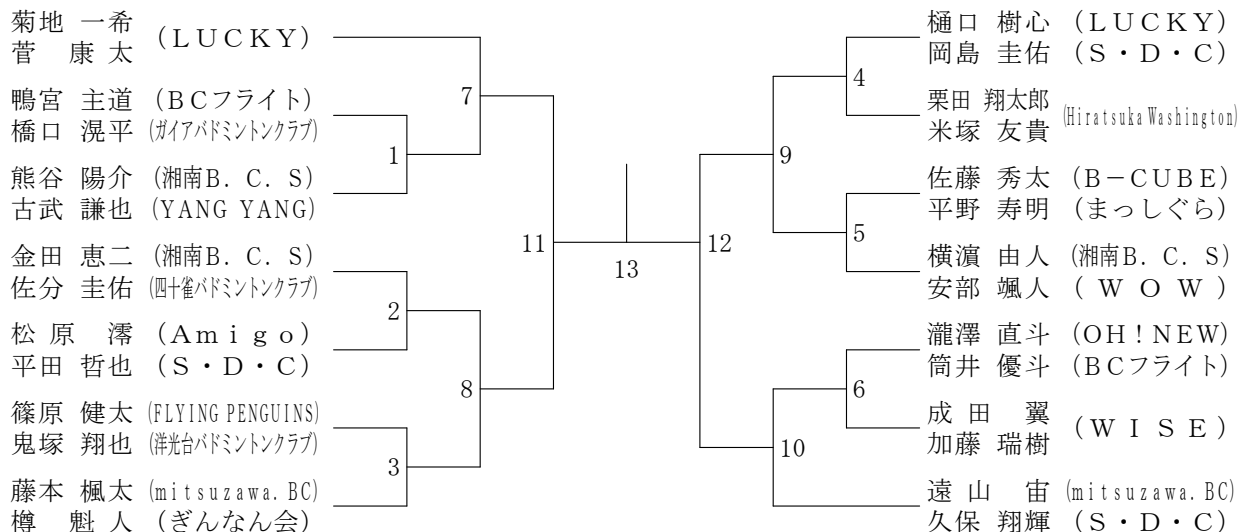 菊地 一希
菅 康太
(LUCKY)
鴨宮 主道 (BCフライト)
橋口 滉平 (ガイアバドミントンクラブ)
熊谷 陽介 (湘南B．C．S)
古武 謙也 (YANG YANG)
金田 恵二 (湘南B．C．S)
佐分 圭佑 (四十雀バドミントンクラブ)
松原 澪 (Amigo)
平田 哲也 (S・D・C)
篠原 健太 (FLYING PENGUINS)
鬼塚 翔也 (洋光台バドミントンクラブ)
藤本 楓太 (mitsuzawa.BC)
樽 魁人 (ぎんなん会)
7
1
2
8
3
11
13
12
4
9
5
6
10
樋口 樹心 (LUCKY)
岡島 圭佑 (S・D・C)
栗田 翔太郎
米塚 友貴
(Hiratsuka Washington)
佐藤 秀太 (B－CUBE)
平野 寿明 (まっしぐら)
横濵 由人 (湘南B．C．S)
安部 颯人 (WOW)
瀧澤 直斗 (OH！NEW)
筒井 優斗 (BCフライト)
成田 翼
加藤 瑞樹
(WISE)
遠山 宙 (mitsuzawa.BC)
久保 翔輝 (S・D・C)